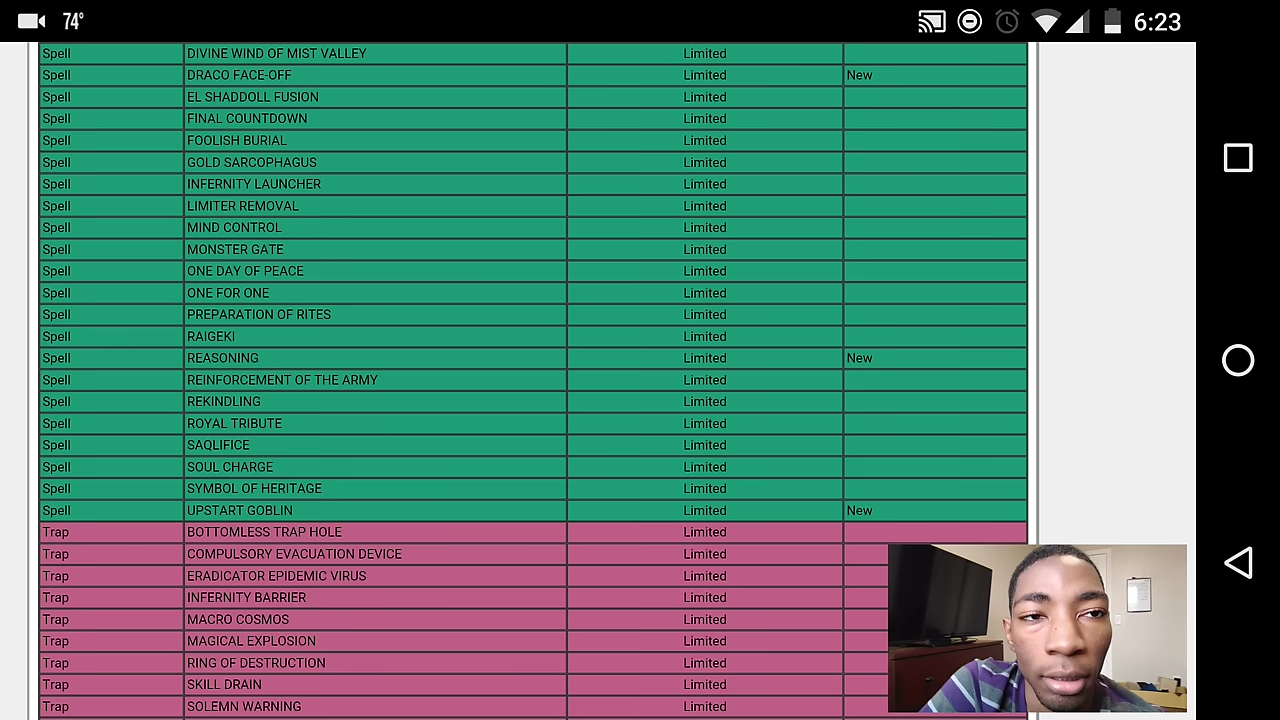 74° 6:23
Spell DIVINE WIND OF MIST VALLEY Limited
Spell DRACO FACE-OFF Limited New
Spell EL SHADDOLL FUSION Limited
Spell FINAL COUNTDOWN Limited
Spell FOOLISH BURIAL Limited
Spell GOLD SARCOPHAGUS Limited
Spell INFERNITY LAUNCHER Limited
Spell LIMITER REMOVAL Limited
Spell MIND CONTROL Limited
Spell MONSTER GATE Limited
Spell ONE DAY OF PEACE Limited
Spell ONE FOR ONE Limited
Spell PREPARATION OF RITES Limited
Spell RAIGEKI Limited
Spell REASONING Limited New
Spell REINFORCEMENT OF THE ARMY Limited
Spell REKINDLING Limited
Spell ROYAL TRIBUTE Limited
Spell SAQLIFICE Limited
Spell SOUL CHARGE Limited
Spell SYMBOL OF HERITAGE Limited
Spell UPSTART GOBLIN Limited New
Trap BOTTOMLESS TRAP HOLE Limited
Trap COMPULSORY EVACUATION DEVICE Limited
Trap ERADICATOR EPIDEMIC VIRUS Limited
Trap INFERNITY BARRIER Limited
Trap MACRO COSMOS Limited
Trap MAGICAL EXPLOSION Limited
Trap RING OF DESTRUCTION Limited
Trap SKILL DRAIN Limited
Trap SOLEMN WARNING Limited